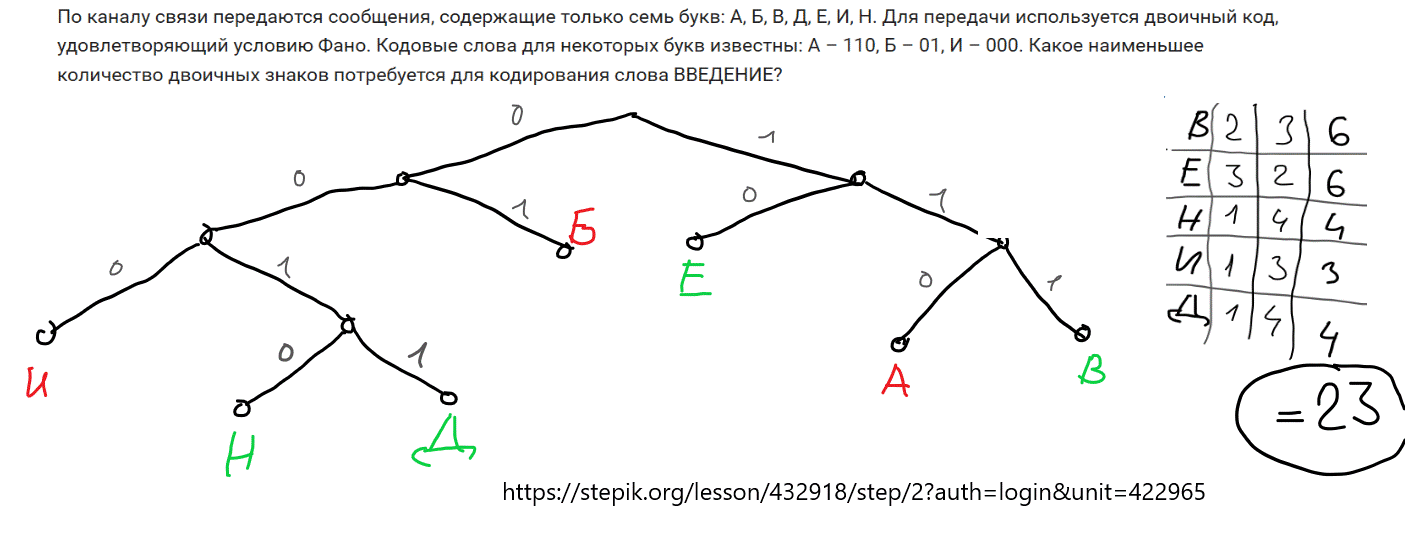 По каналу связи передаются сообщения, содержащие только семь букв: А, Б, В, Д, Е, И, Н. Для передачи используется двоичный код,
удовлетворяющий условию Фано. Кодовые слова для некоторых букв известны: А – 110, Б – 01, И – 000. Какое наименьшее
количество двоичных знаков потребуется для кодирования слова ВВЕДЕНИЕ?
0 1
0 1 0 1
Б
Е
0 1 0 1
И А В
0 1
Н Д
В 2 3 6
Е 3 2 6
Н 1 4 4
И 1 3 3
Д 1 4 4
=23
https://stepik.org/lesson/432918/step/2?auth=login&unit=422965